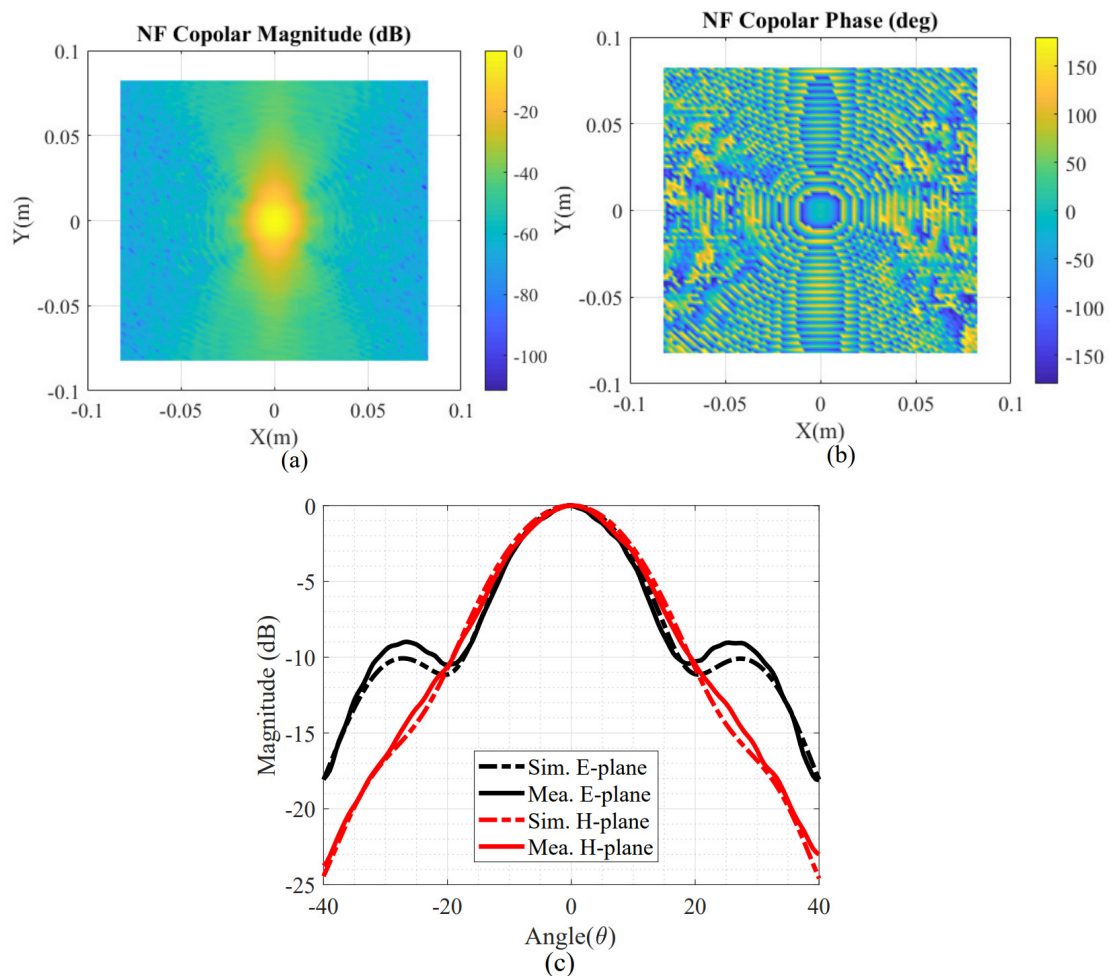 NF Copolar Magnitude (dB)
0.1
0.05
0
-0.05
-0.1
Y(m)
-0.1
-0.05
0
0.05
0.1
X(m)
0
-20
-40
-60
-80
-100
(a)
NF Copolar Phase (deg)
0.1
0.05
0
-0.05
-0.1
Y(m)
-0.1
-0.05
0
0.05
0.1
X(m)
150
100
50
0
-50
-100
-150
(b)
0
-5
-10
-15
-20
-25
Magnitude (dB)
Sim. E-plane
Mea. E-plane
Sim. H-plane
Mea. H-plane
-40
-20
0
20
40
Angle(θ)
(c)